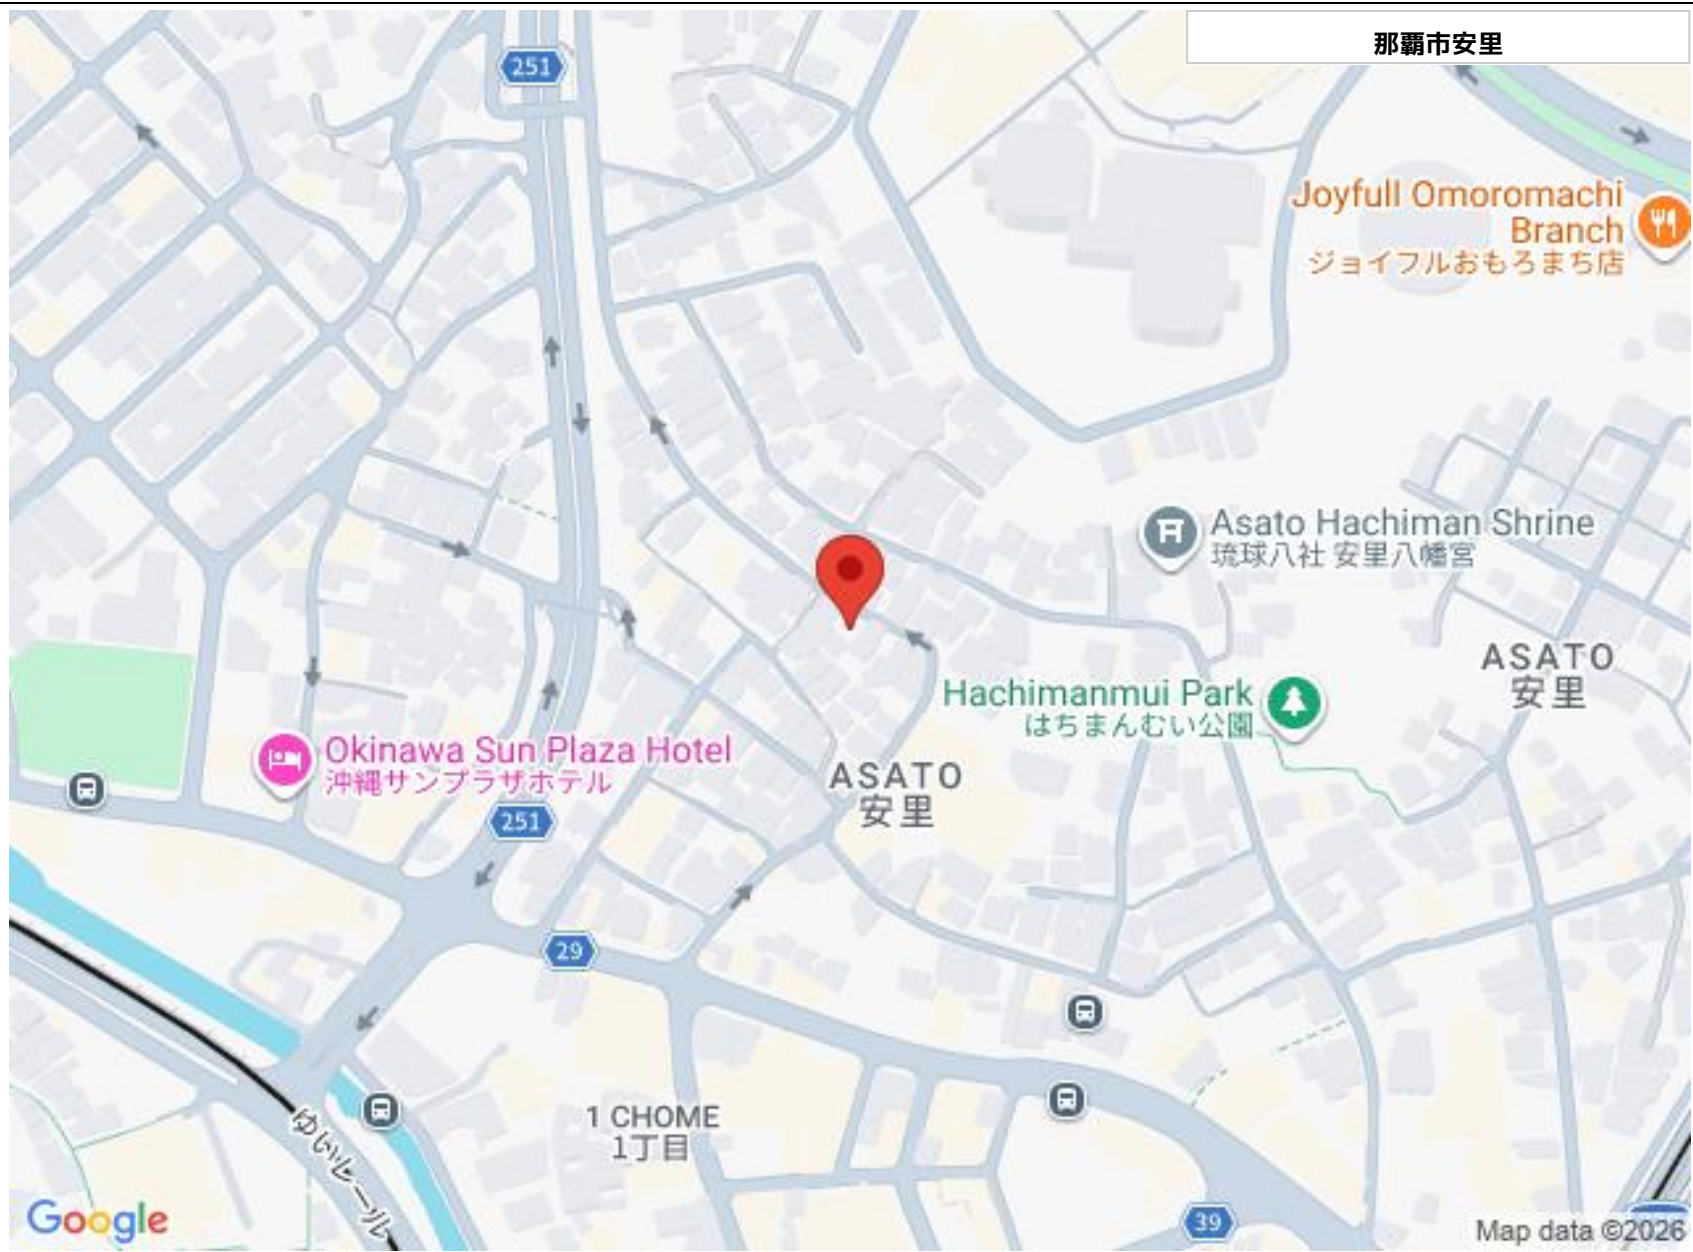 那覇市安里
251
Joyfull Omoromachi
Branch
ジョイフルおもろまち店
Asato Hachiman Shrine
琉球八社 安里八幡宮
ASATO
安里
Hachimanmui Park
はちまんむい公園
Okinawa Sun Plaza Hotel
沖縄サンプラザホテル
ASATO
安里
251
29
1 CHOME
1丁目
ゆいレール
39
Google
Map data ©2026